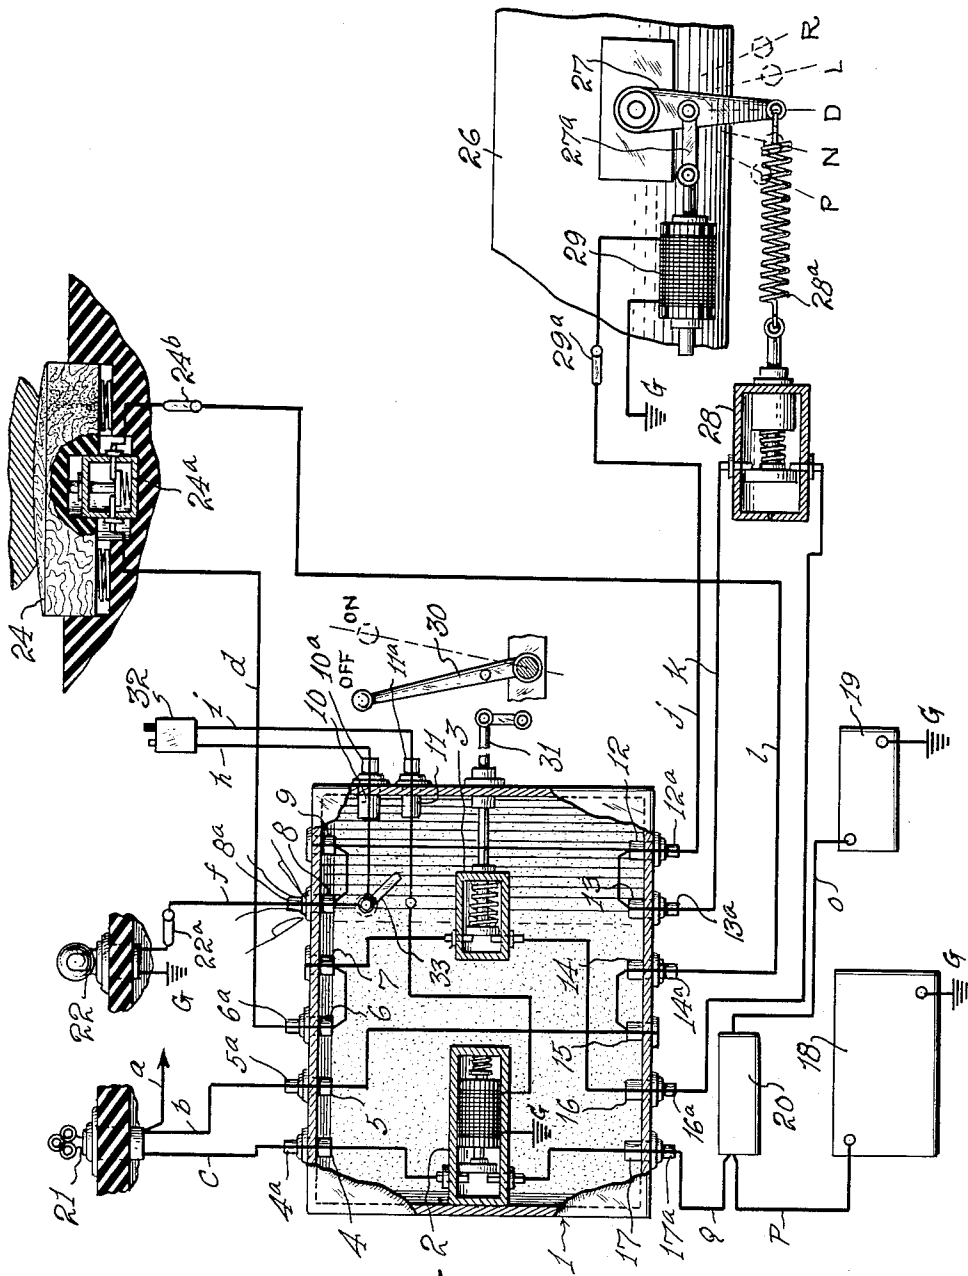 26
27
27a
29
29a
G
R
L
D
N
P
28a
28
24
24a
24b
32
d
i
h
10
10a
OFF
ON
11a
30
11
3
31
12
12a
j
k
l
9
8
8a
f
22
22a
G
6a
7
6
33
13
13a
14
14a
15
16
16a
5a
5
a
b
c
21
4a
4
2
G
1
17
17a
Q
P
20
18
G
19
G
o